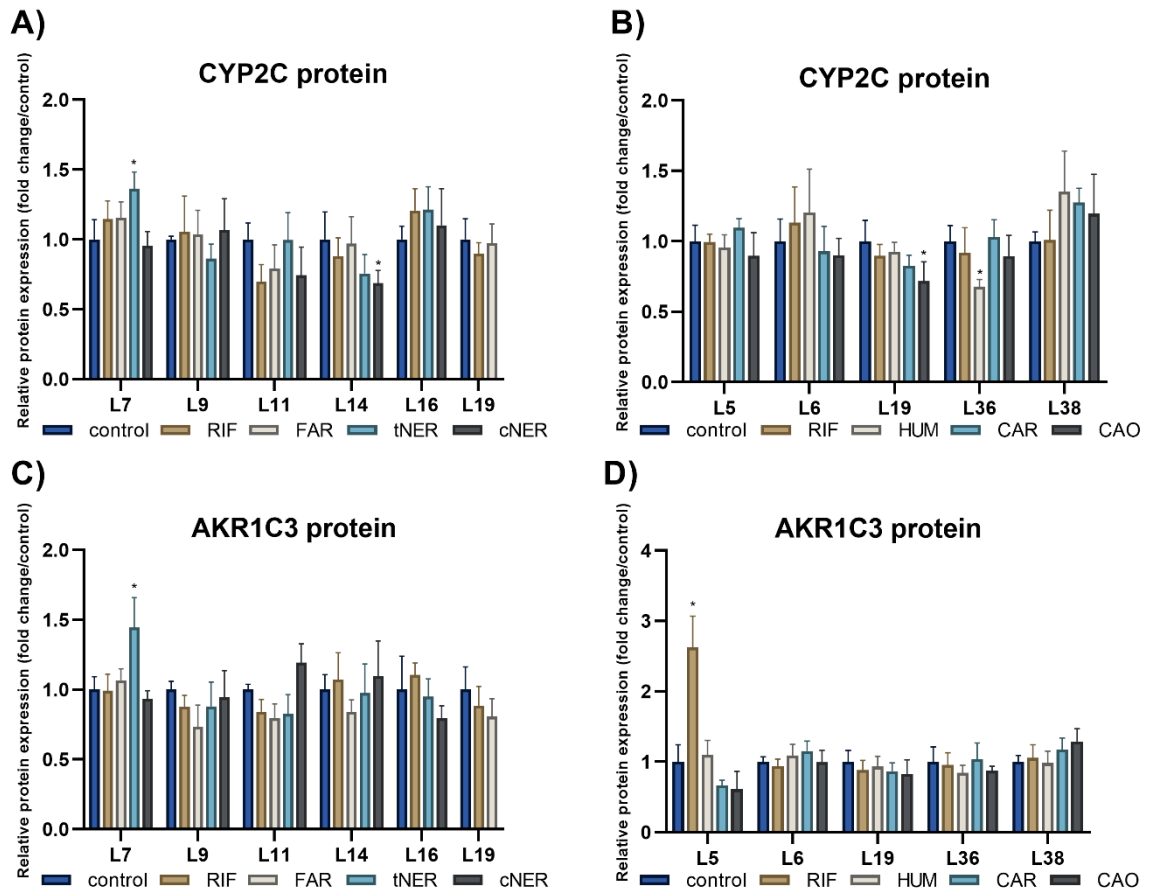 A)
CYP2C protein
Relative protein expression (fold change/control)
2.0
1.5
1.0
0.5
0.0
*
*
L7 L9 L11 L14 L16 L19
control RIF FAR tNER cNER
B)
CYP2C protein
Relative protein expression (fold change/control)
2.0
1.5
1.0
0.5
0.0
*
*
L5 L6 L19 L36 L38
control RIF HUM CAR CAO
C)
AKR1C3 protein
Relative protein expression (fold change/control)
2.0
1.5
1.0
0.5
0.0
*
L7 L9 L11 L14 L16 L19
control RIF FAR tNER cNER
D)
AKR1C3 protein
Relative protein expression (fold change/control)
4
3
2
1
0
*
L5 L6 L19 L36 L38
control RIF HUM CAR CAO